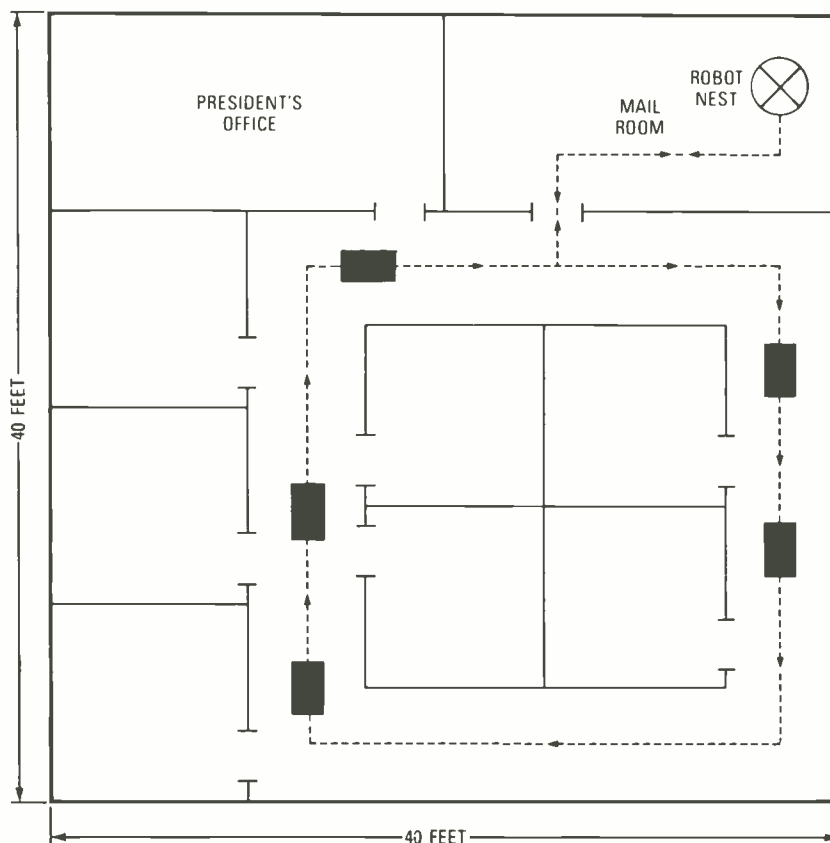 PRESIDENT'S
OFFICE
MAIL
ROOM
ROBOT
NEST
40 FEET
40 FEET